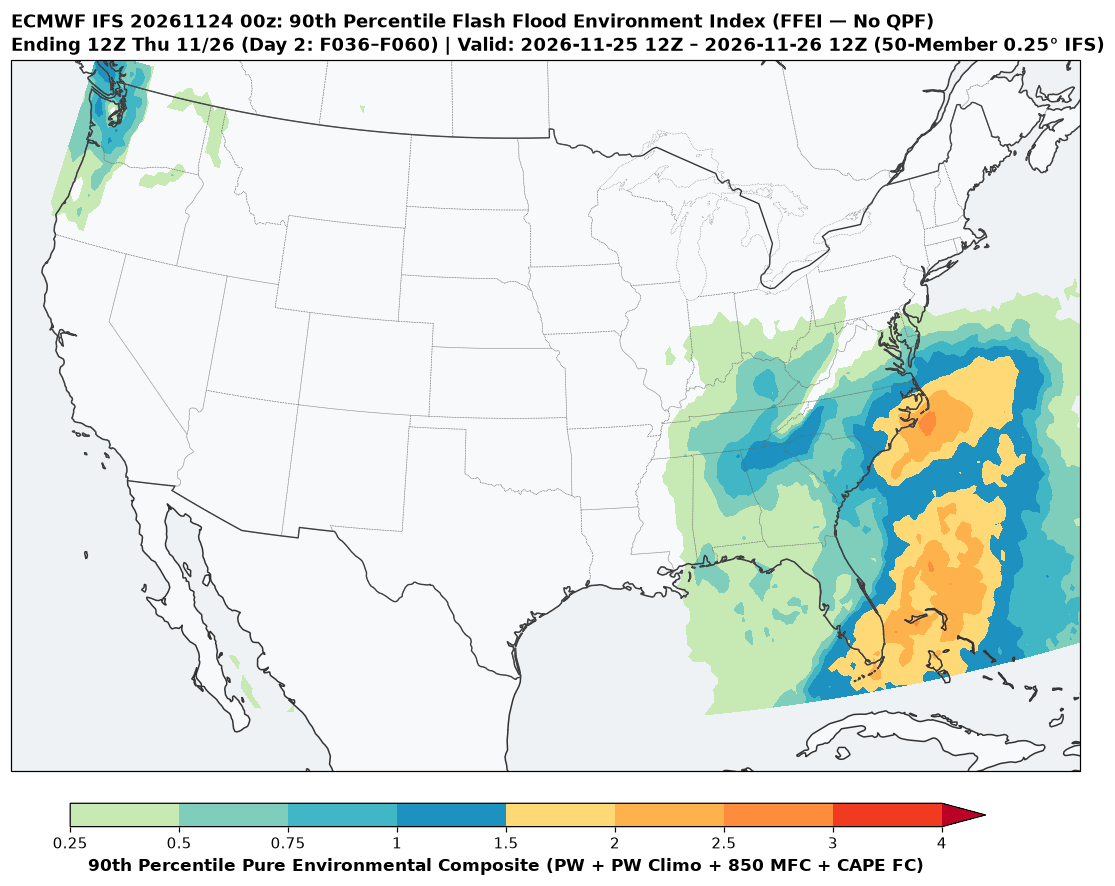 ECMWF IFS 20261124 00z: 90th Percentile Flash Flood Environment Index (FFEI — No QPF)
Ending 12Z Thu 11/26 (Day 2: F036–F060) | Valid: 2026-11-25 12Z – 2026-11-26 12Z (50-Member 0.25° IFS)
0.25 0.5 0.75 1 1.5 2 2.5 3 4
90th Percentile Pure Environmental Composite (PW + PW Climo + 850 MFC + CAPE FC)